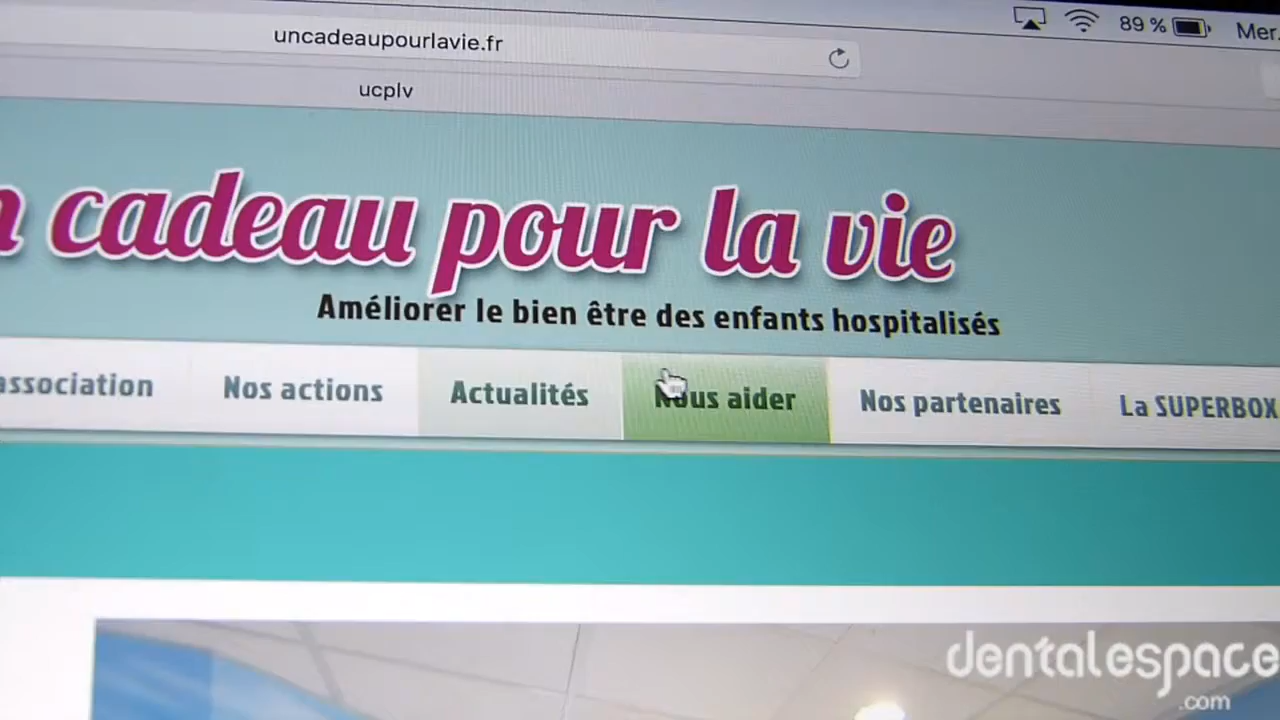 89 % Mer.
uncadeaupourlavie.fr
ucplv
n cadeau pour la vie
Améliorer le bien être des enfants hospitalisés
association Nos actions Actualités Nous aider Nos partenaires La SUPERBOX
dentalespace
.com